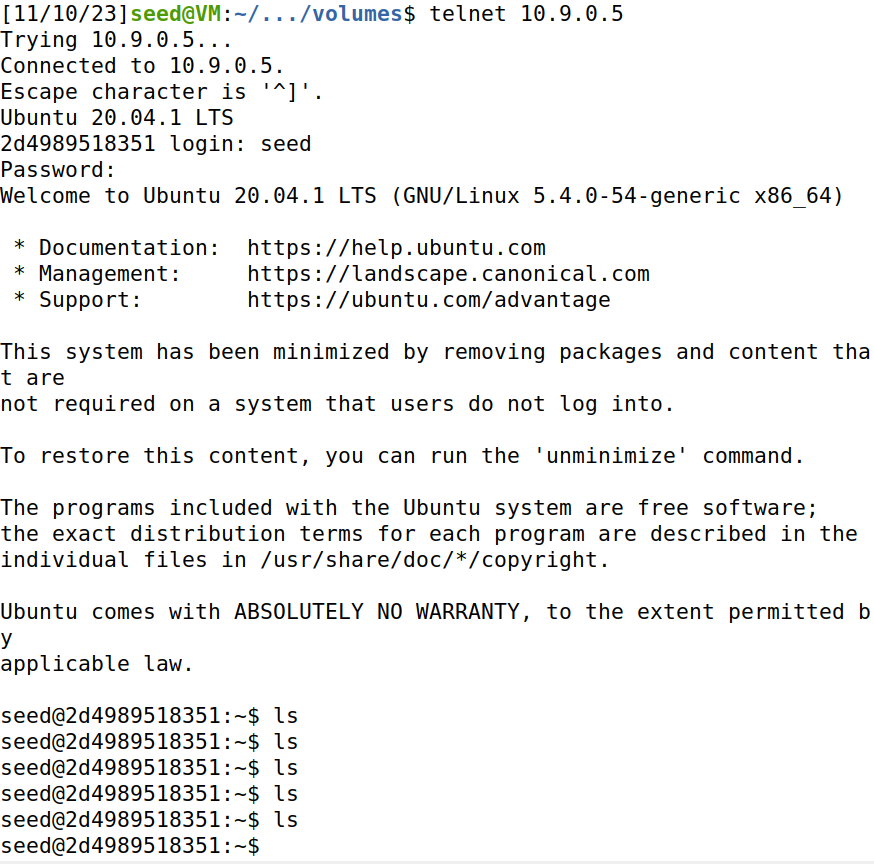 [11/10/23]seed@VM:~/.../volumes$ telnet 10.9.0.5
Trying 10.9.0.5...
Connected to 10.9.0.5.
Escape character is '^]'.
Ubuntu 20.04.1 LTS
2d4989518351 login: seed
Password:
Welcome to Ubuntu 20.04.1 LTS (GNU/Linux 5.4.0-54-generic x86_64)

 * Documentation:  https://help.ubuntu.com
 * Management:     https://landscape.canonical.com
 * Support:        https://ubuntu.com/advantage

This system has been minimized by removing packages and content tha
t are
not required on a system that users do not log into.

To restore this content, you can run the 'unminimize' command.

The programs included with the Ubuntu system are free software;
the exact distribution terms for each program are described in the
individual files in /usr/share/doc/*/copyright.

Ubuntu comes with ABSOLUTELY NO WARRANTY, to the extent permitted b
y
applicable law.

seed@2d4989518351:~$ ls
seed@2d4989518351:~$ ls
seed@2d4989518351:~$ ls
seed@2d4989518351:~$ ls
seed@2d4989518351:~$ ls
seed@2d4989518351:~$